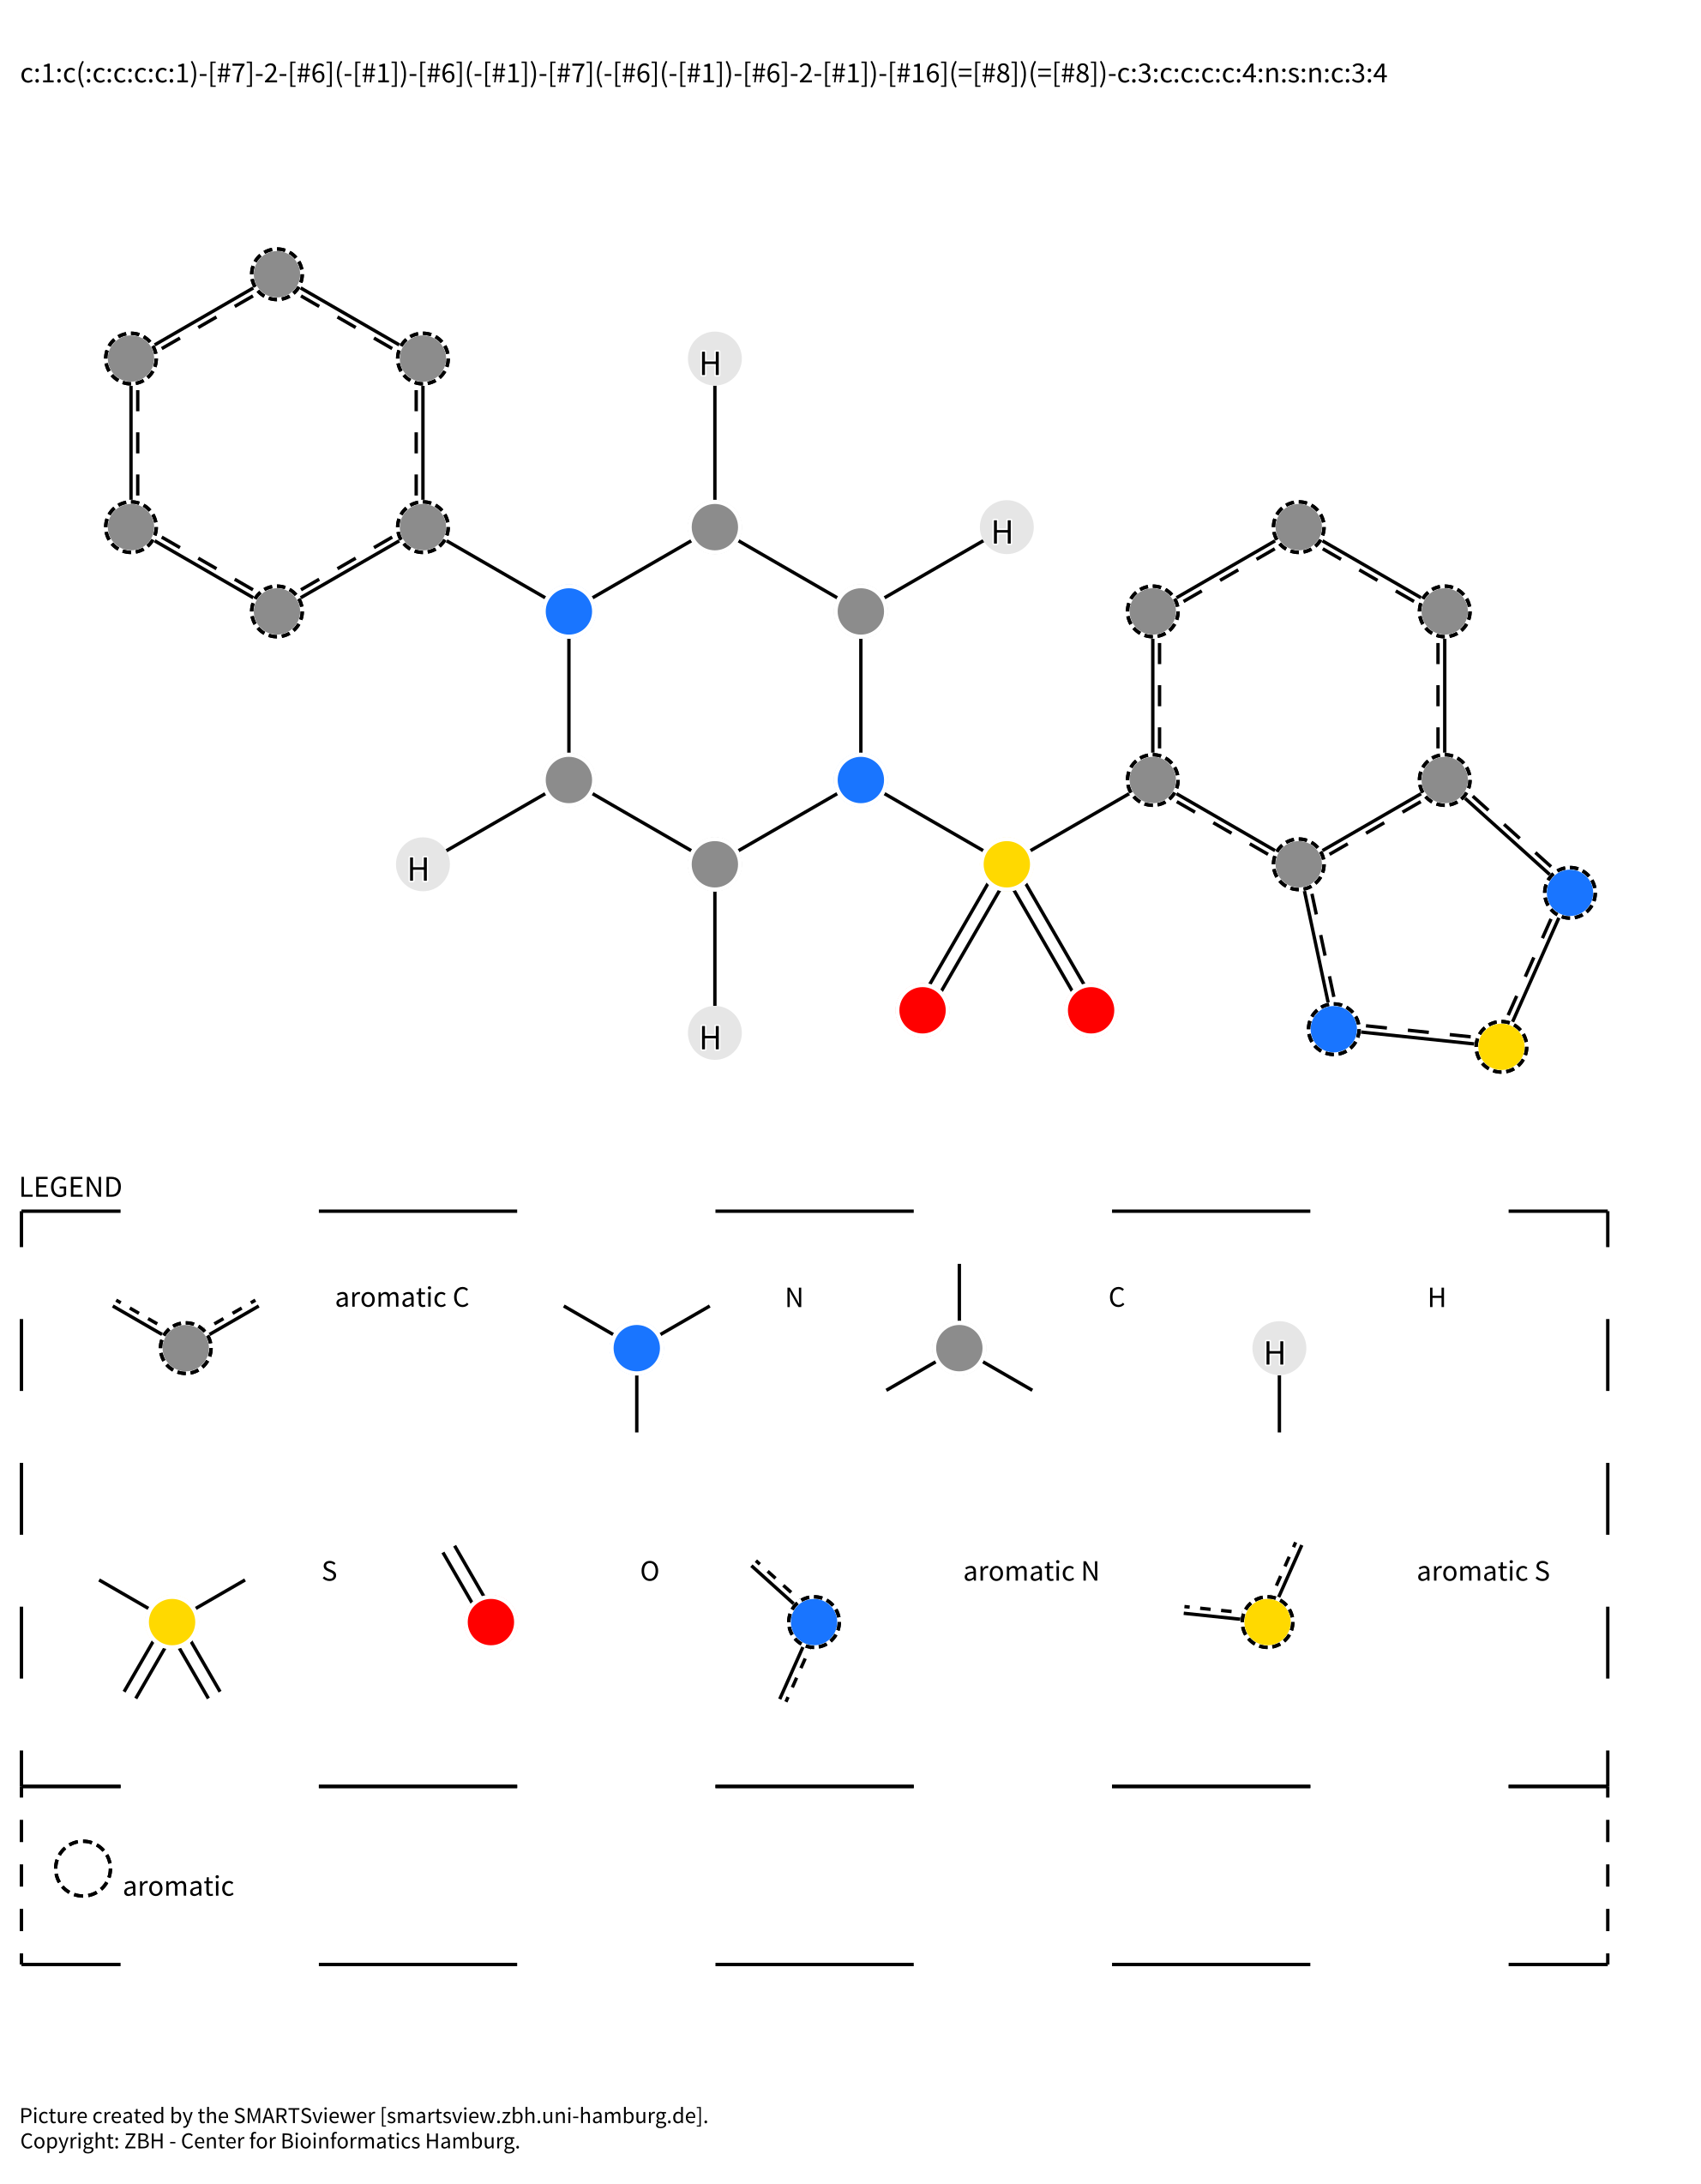 c:1:c(:c:c:c:c:1)-[#7]-2-[#6](-[#1])-[#6](-[#1])-[#7](-[#6](-[#1])-[#6]-2-[#1])-[#16](=[#8])(=[#8])-c:3:c:c:c:c:4:n:s:n:c:3:4
H
H
H
H
LEGEND
aromatic C N C H
H
S O aromatic N aromatic S
aromatic
Picture created by the SMARTSviewer [smartsview.zbh.uni-hamburg.de].
Copyright: ZBH - Center for Bioinformatics Hamburg.